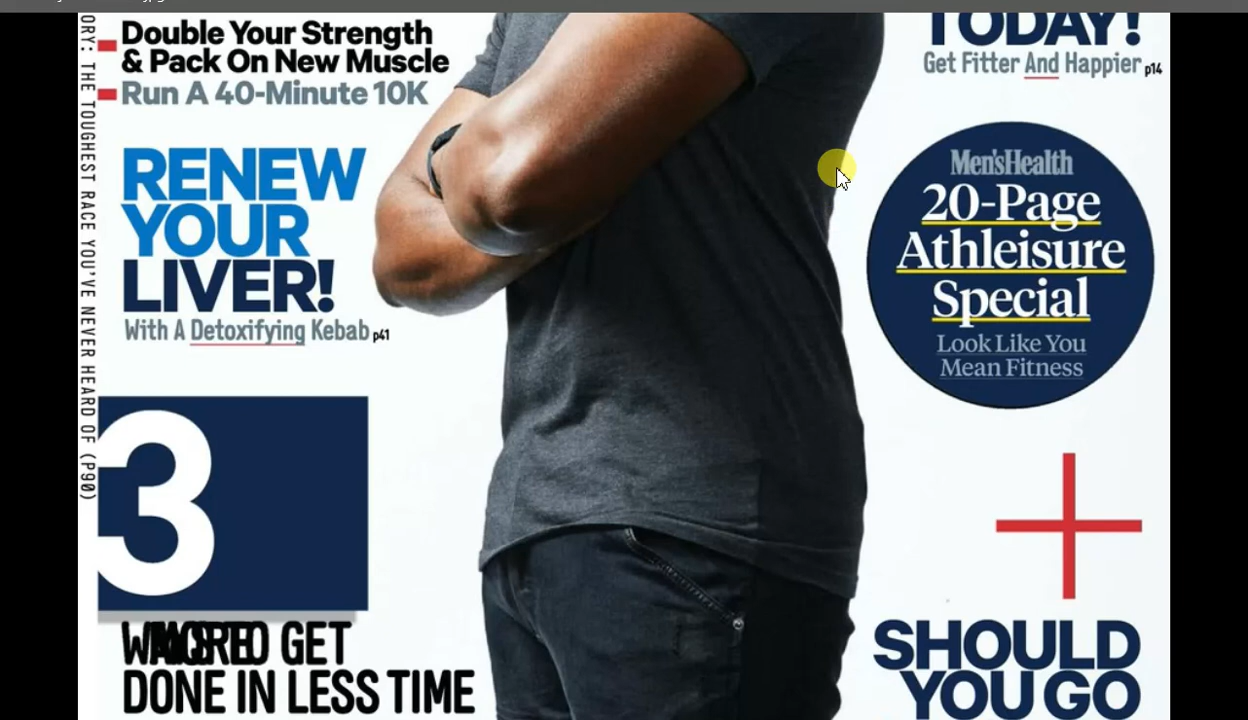 ORY: THE TOUGHEST RACE YOU'VE NEVER HEARD OF (P90)
Double Your Strength
& Pack On New Muscle
Run A 40-Minute 10K
RENEW
YOUR
LIVER!
With A Detoxifying Kebab p41
3
TO GET
DONE IN LESS TIME
TODAY!
Get Fitter And Happier p14
Men'sHealth
20-Page
Athleisure
Special
Look Like You
Mean Fitness
SHOULD
YOU GO